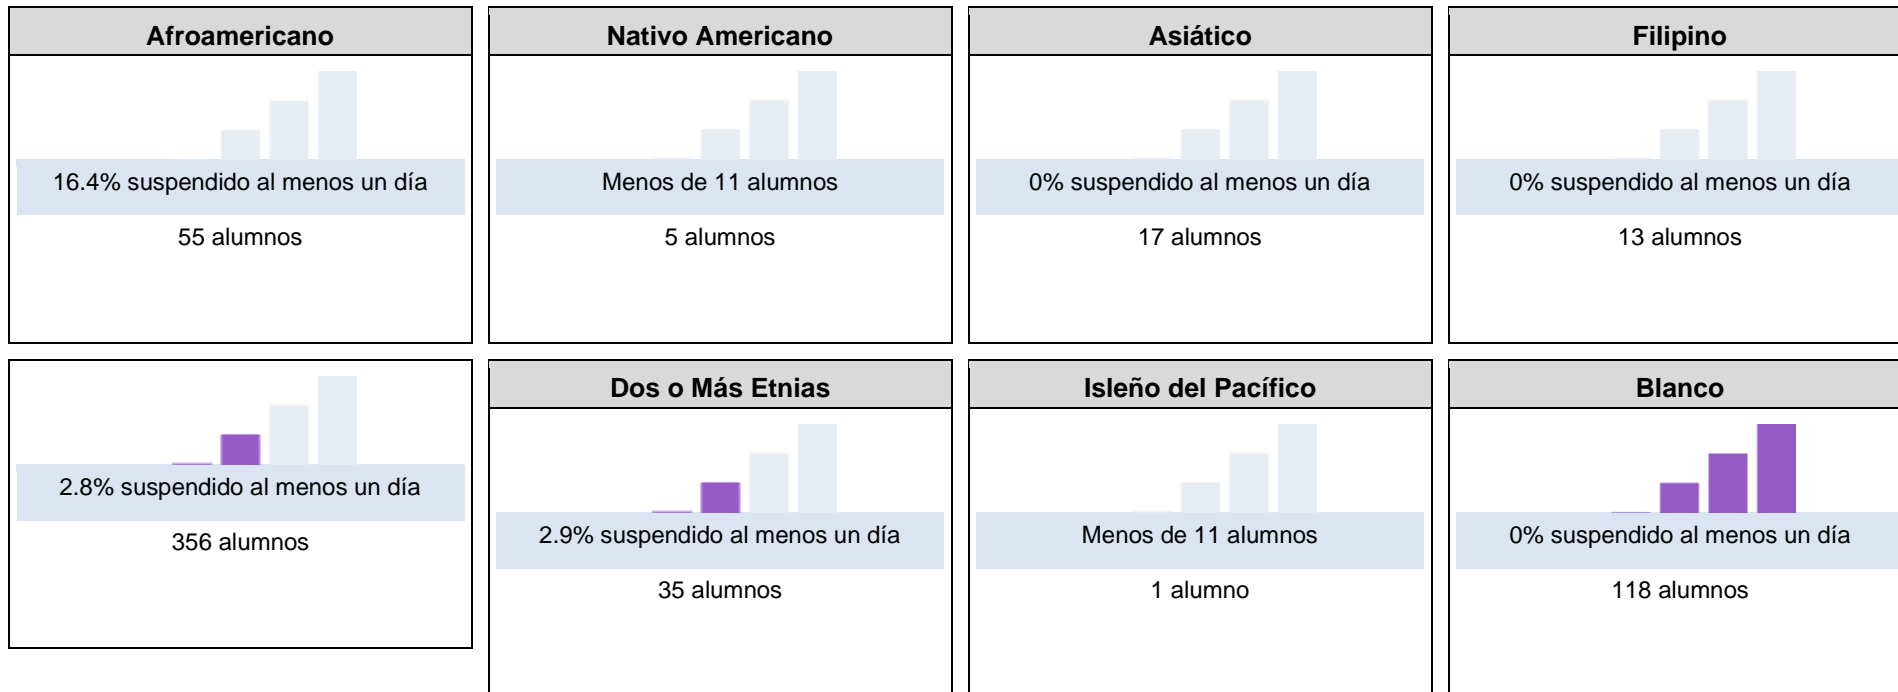 Afroamericano
16.4% suspendido al menos un día
55 alumnos
Nativo Americano
Menos de 11 alumnos
5 alumnos
Asiático
0% suspendido al menos un día
17 alumnos
Filipino
0% suspendido al menos un día
13 alumnos
2.8% suspendido al menos un día
356 alumnos
Dos o Más Etnias
2.9% suspendido al menos un día
35 alumnos
Isleño del Pacífico
Menos de 11 alumnos
1 alumno
Blanco
0% suspendido al menos un día
118 alumnos